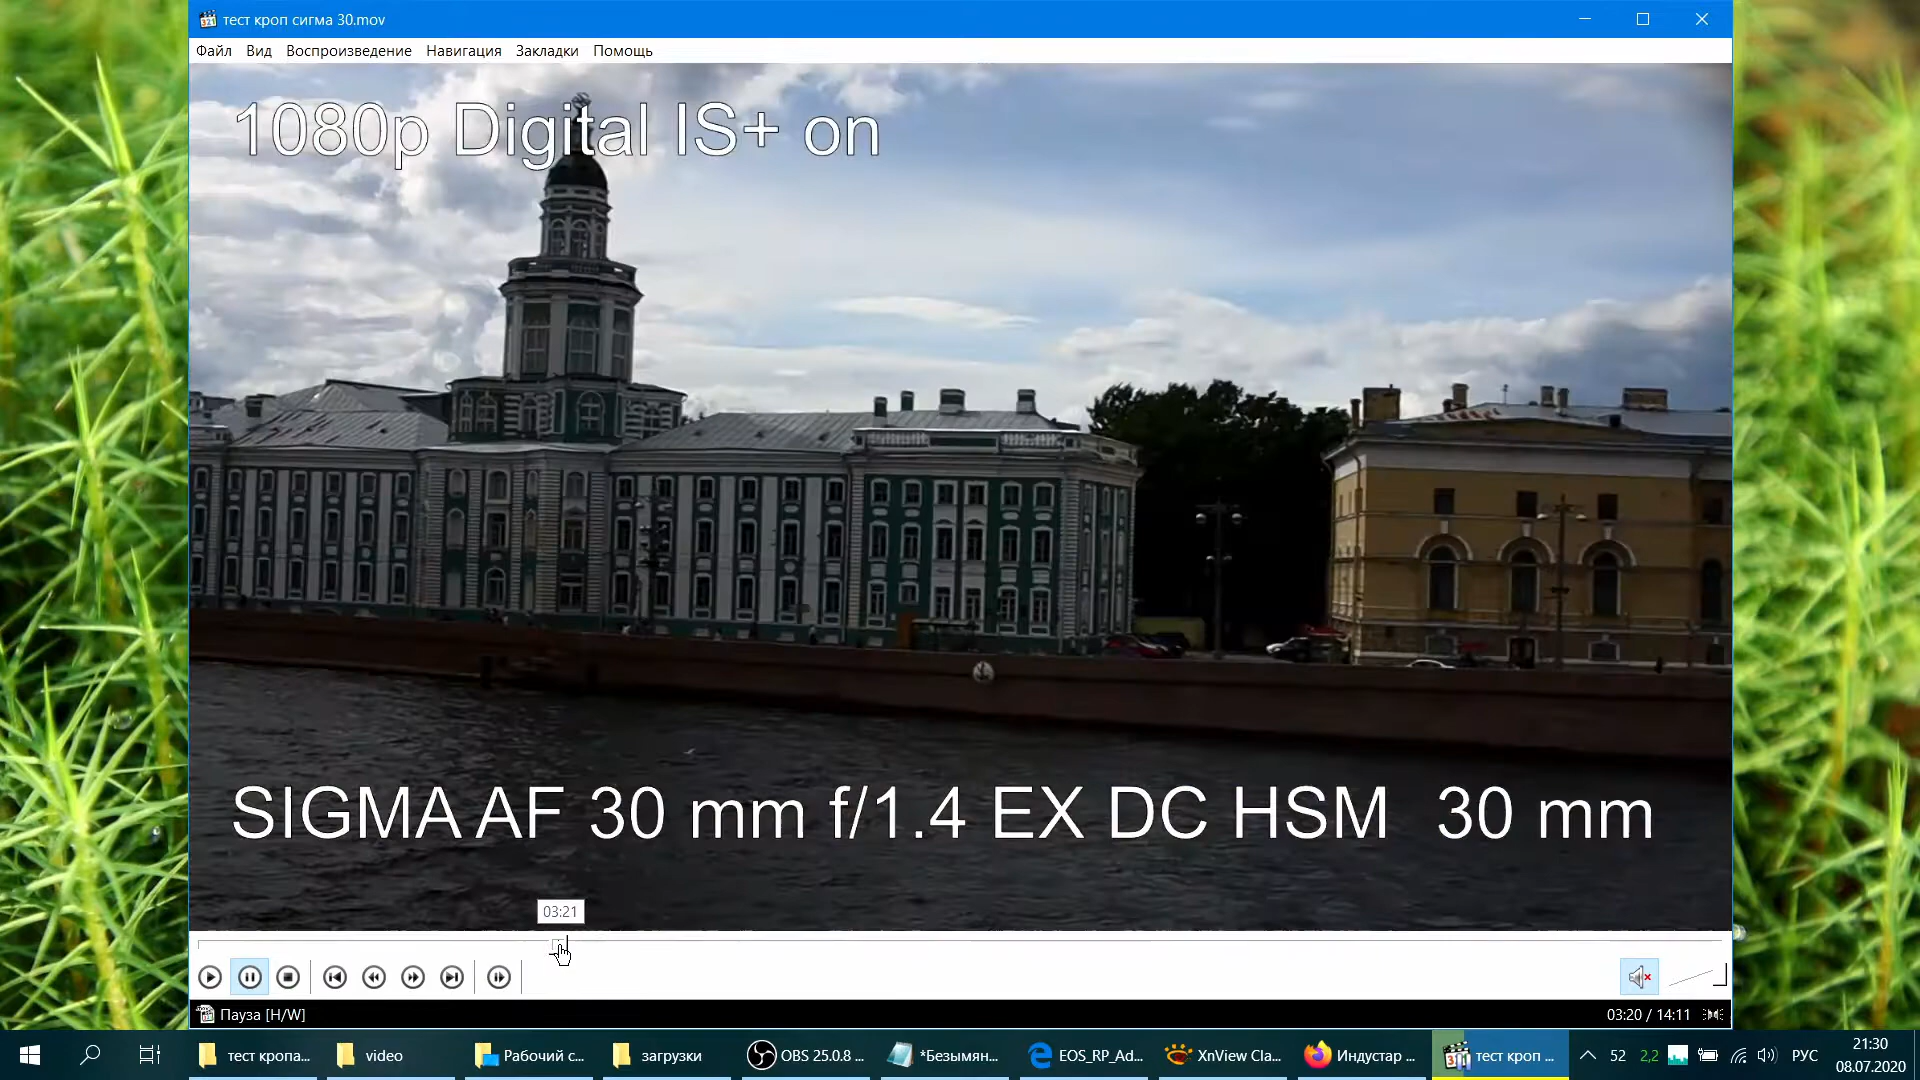 тест кроп сигма 30.mov
Файл Вид Воспроизведение Навигация Закладки Помощь
1080p Digital IS+ on
SIGMA AF 30 mm f/1.4 EX DC HSM 30 mm
03:21
Пауза [H/W]
03:20 / 14:11
тест кропа...
video
Рабочий с...
загрузки
OBS 25.0.8 ...
*Безымян...
EOS_RP_Ad...
XnView Cla...
Индустар ...
тест кроп ...
52
2,2
РУС
21:30
08.07.2020